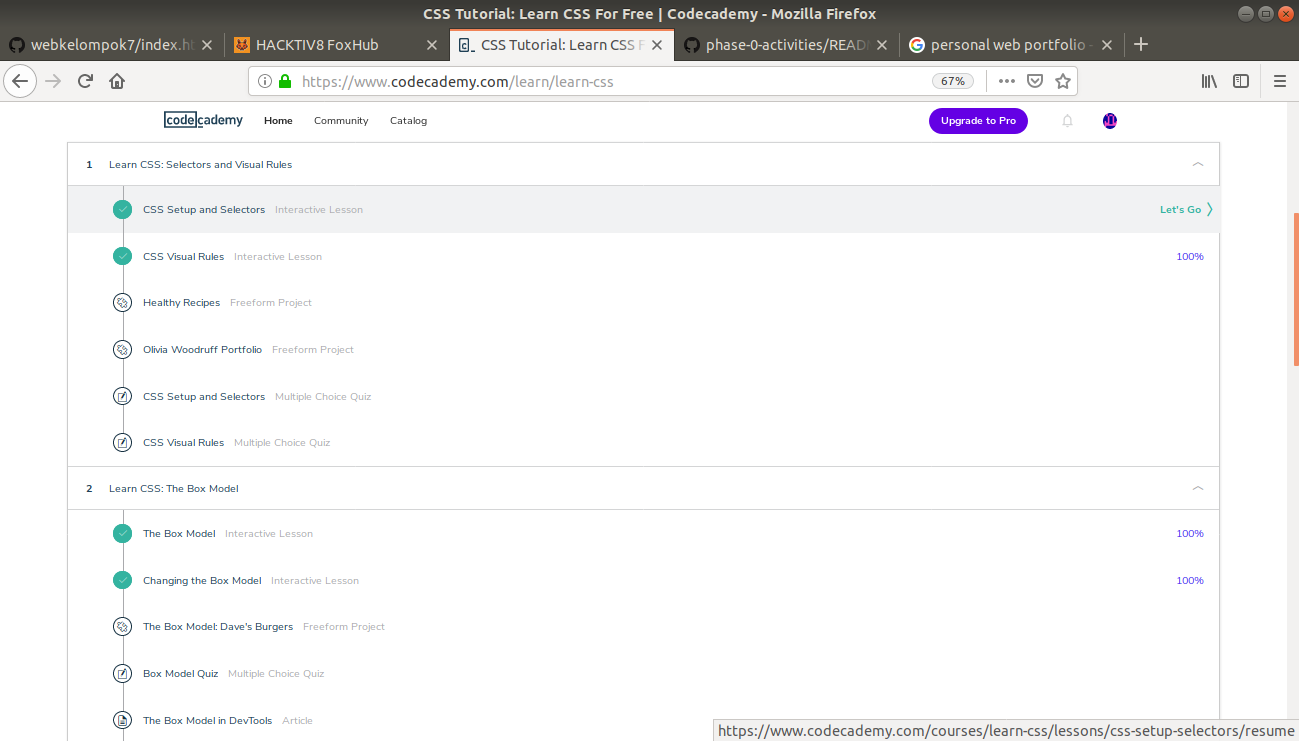 CSS Tutorial: Learn CSS For Free | Codecademy - Mozilla Firefox
webkelompok7/index.ht HACKTIV8 FoxHub CSS Tutorial: Learn CSS F phase-0-activities/READ personal web portfolio -
https://www.codecademy.com/learn/learn-css 67%
codecademy Home Community Catalog Upgrade to Pro
1 Learn CSS: Selectors and Visual Rules
CSS Setup and Selectors Interactive Lesson Let's Go
CSS Visual Rules Interactive Lesson 100%
Healthy Recipes Freeform Project
Olivia Woodruff Portfolio Freeform Project
CSS Setup and Selectors Multiple Choice Quiz
CSS Visual Rules Multiple Choice Quiz
2 Learn CSS: The Box Model
The Box Model Interactive Lesson 100%
Changing the Box Model Interactive Lesson 100%
The Box Model: Dave's Burgers Freeform Project
Box Model Quiz Multiple Choice Quiz
The Box Model in DevTools Article
https://www.codecademy.com/courses/learn-css/lessons/css-setup-selectors/resume